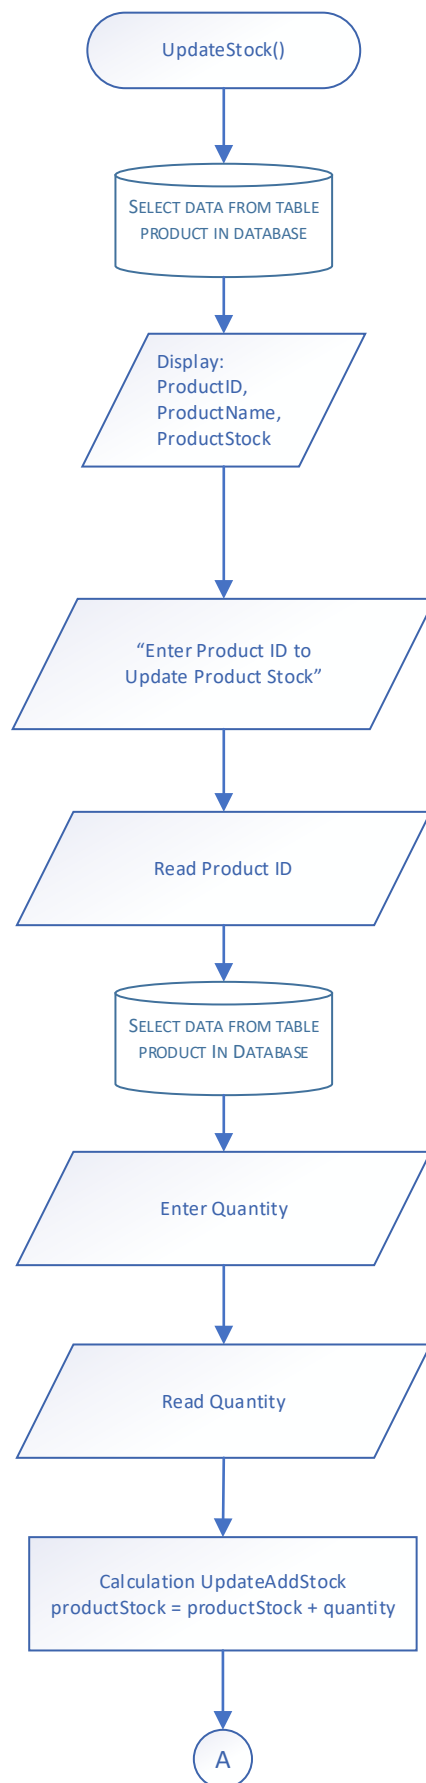 UpdateStock()
SELECT DATA FROM TABLE
PRODUCT IN DATABASE
Display:
ProductID,
ProductName,
ProductStock
“Enter Product ID to
Update Product Stock”
Read Product ID
SELECT DATA FROM TABLE
PRODUCT IN DATABASE
Enter Quantity
Read Quantity
Calculation UpdateAddStock
productStock = productStock + quantity
A